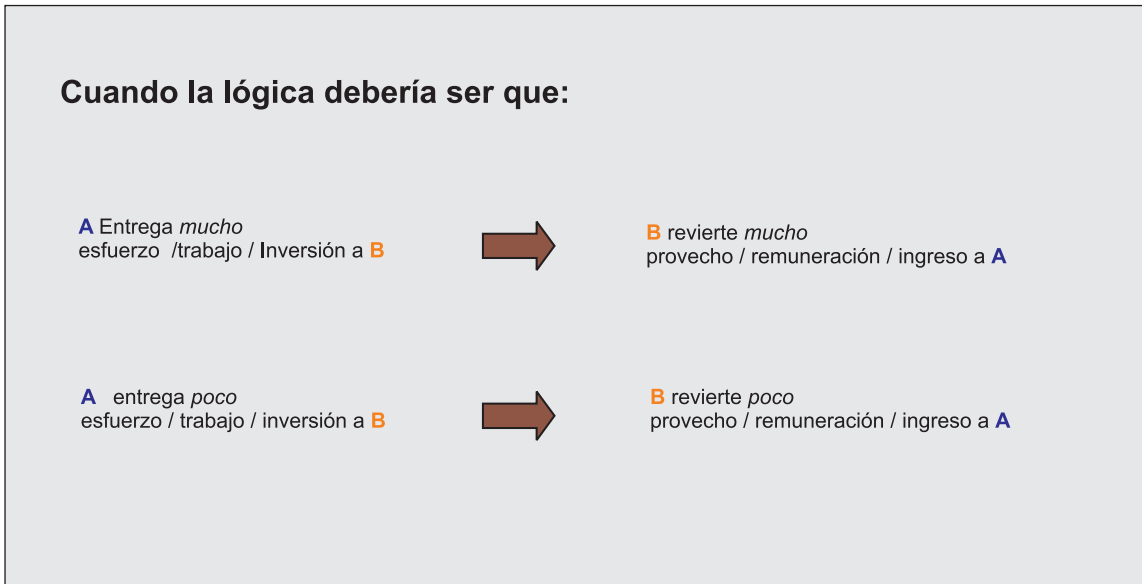 Cuando la lógica debería ser que:
A Entrega mucho
esfuerzo /trabajo / Inversión a B
B revierte mucho
provecho / remuneración / ingreso a A
A entrega poco
esfuerzo / trabajo / inversión a B
B revierte poco
provecho / remuneración / ingreso a A